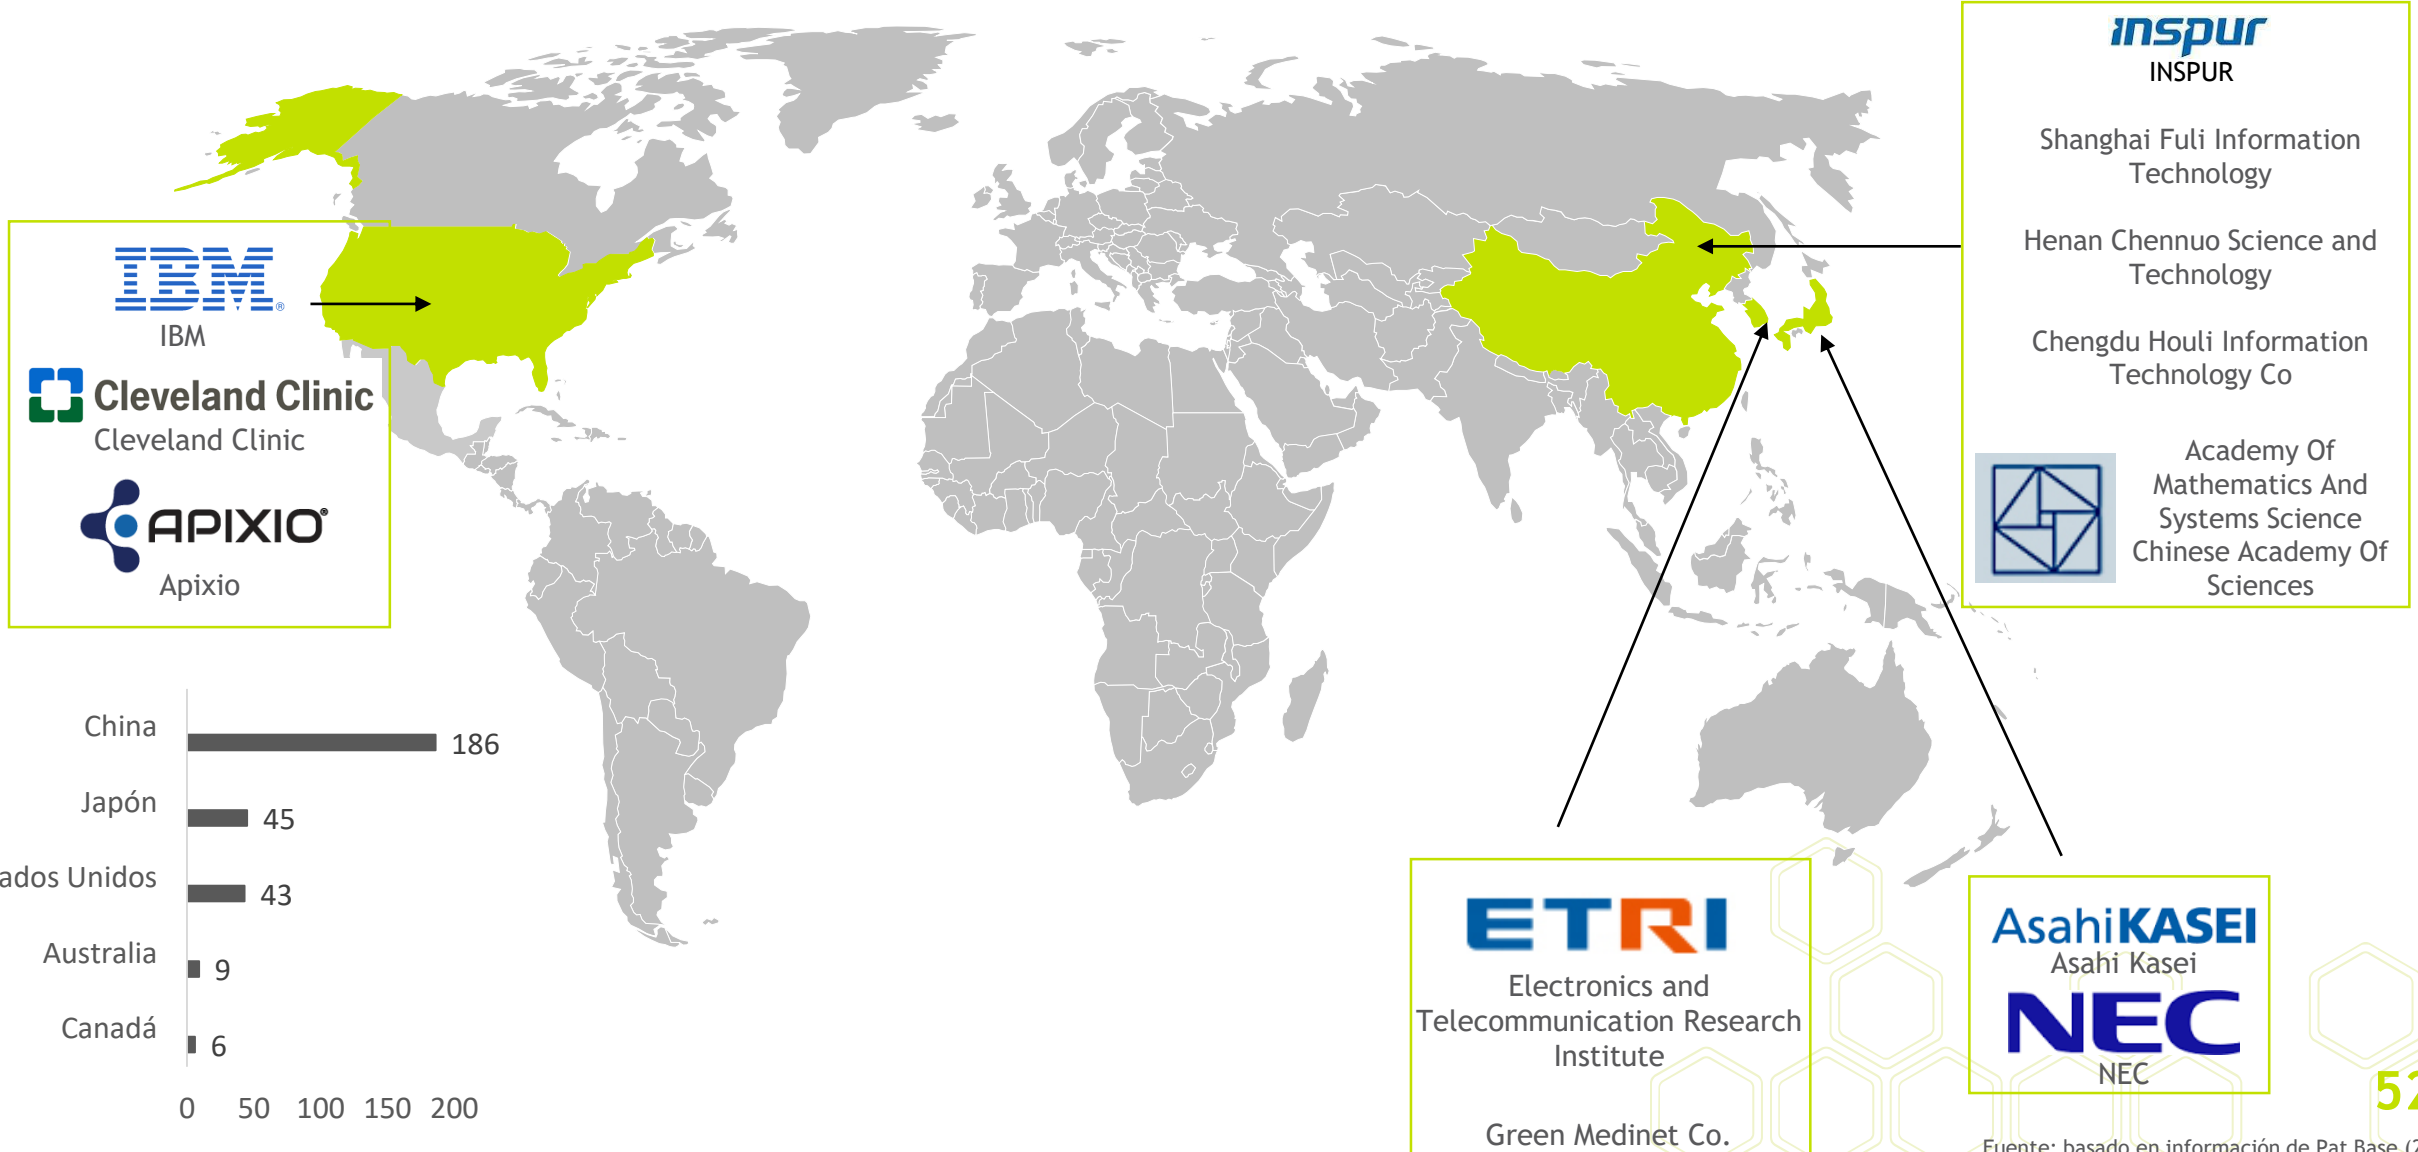 inspur
INSPUR
Shanghai Fuli Information
Technology
Henan Chennuo Science and
Technology
Chengdu Houli Information
Technology Co
Academy Of
Mathematics And
Systems Science
Chinese Academy Of
Sciences
IBM®
IBM
Cleveland Clinic
Cleveland Clinic
APIXIO®
Apixio
China
186
Japón
45
ados Unidos
43
Australia
9
Canadá
6
0 50 100 150 200
ETRI
Electronics and
Telecommunication Research
Institute
Green Medinet Co.
AsahiKASEI
Asahi Kasei
NEC
NEC
52
Fuente: basado en información de Pat Base (2